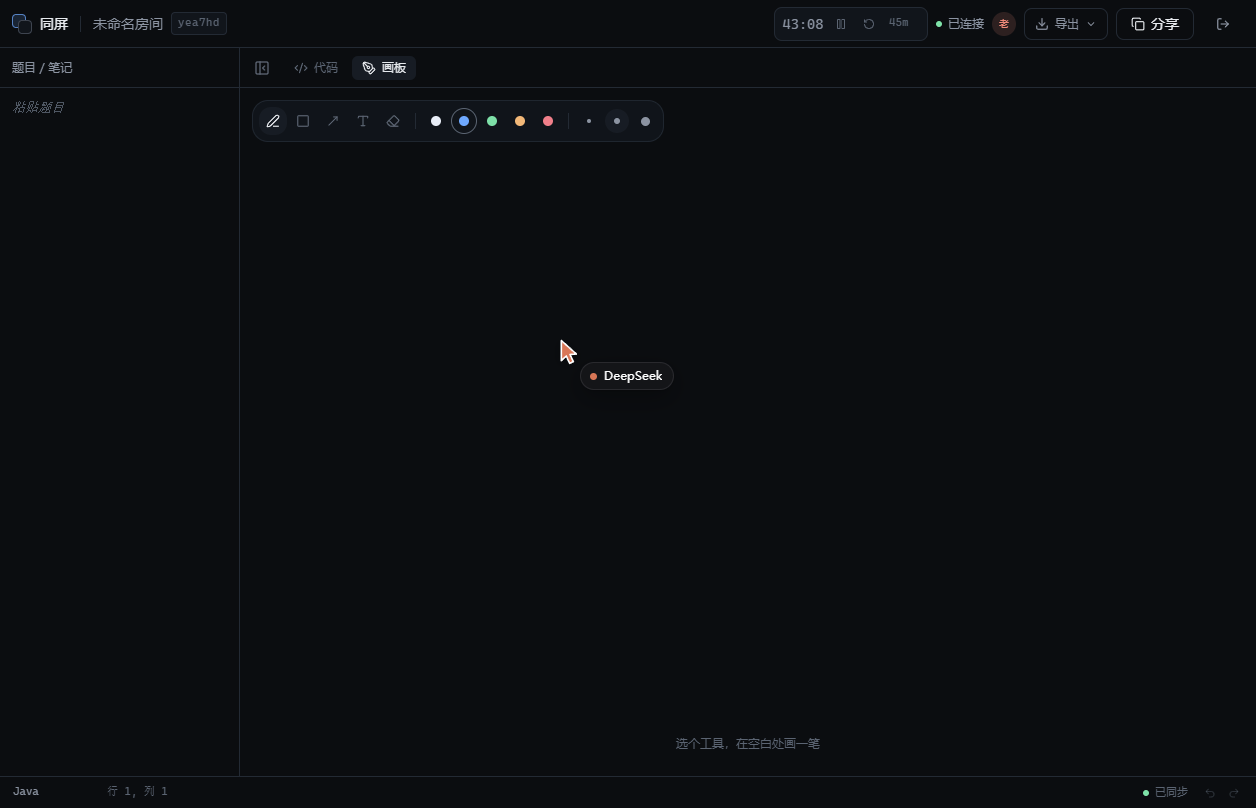 同屏 未命名房间 yea7hd 43:08 45m 已连接 老 导出 分享
题目 / 笔记 代码 画板
粘贴题目
DeepSeek
选个工具，在空白处画一笔
Java 行 1, 列 1 已同步